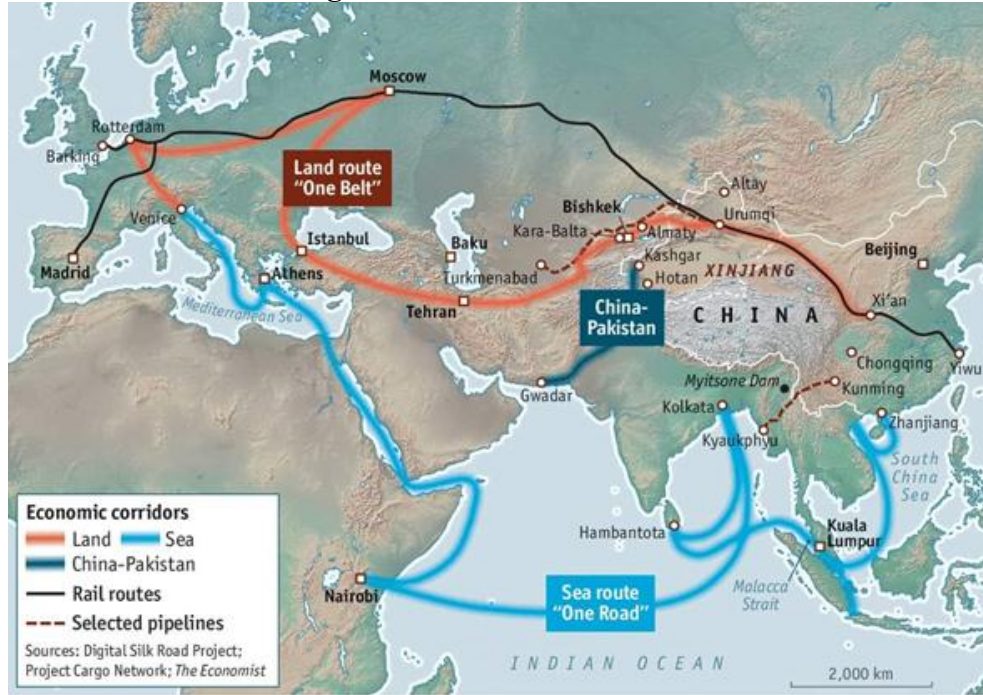 Moscow
Rotterdam
Barking
Land route
"One Belt"
Altay
Bishkek
Urumqi
Venice
Kara-Balta
Almaty
Istanbul
Baku
Kashgar
Beijing
Madrid
Athens
Turkmenabad
Hotan
XINJIANG
Mediterranean Sea
Tehran
China-
Pakistan
CHINA
Xi'an
Chongqing
Yiwu
Gwadar
Myitsone Dam
Kunming
Kolkata
Zhanjiang
Kyaukphyu
South
China
Sea
Economic corridors
Land
Sea
China-Pakistan
Rail routes
Selected pipelines
Sources: Digital Silk Road Project;
Project Cargo Network; The Economist
Hambantota
Kuala
Lumpur
Nairobi
Sea route
"One Road"
Malacca
Strait
INDIAN OCEAN
2,000 km